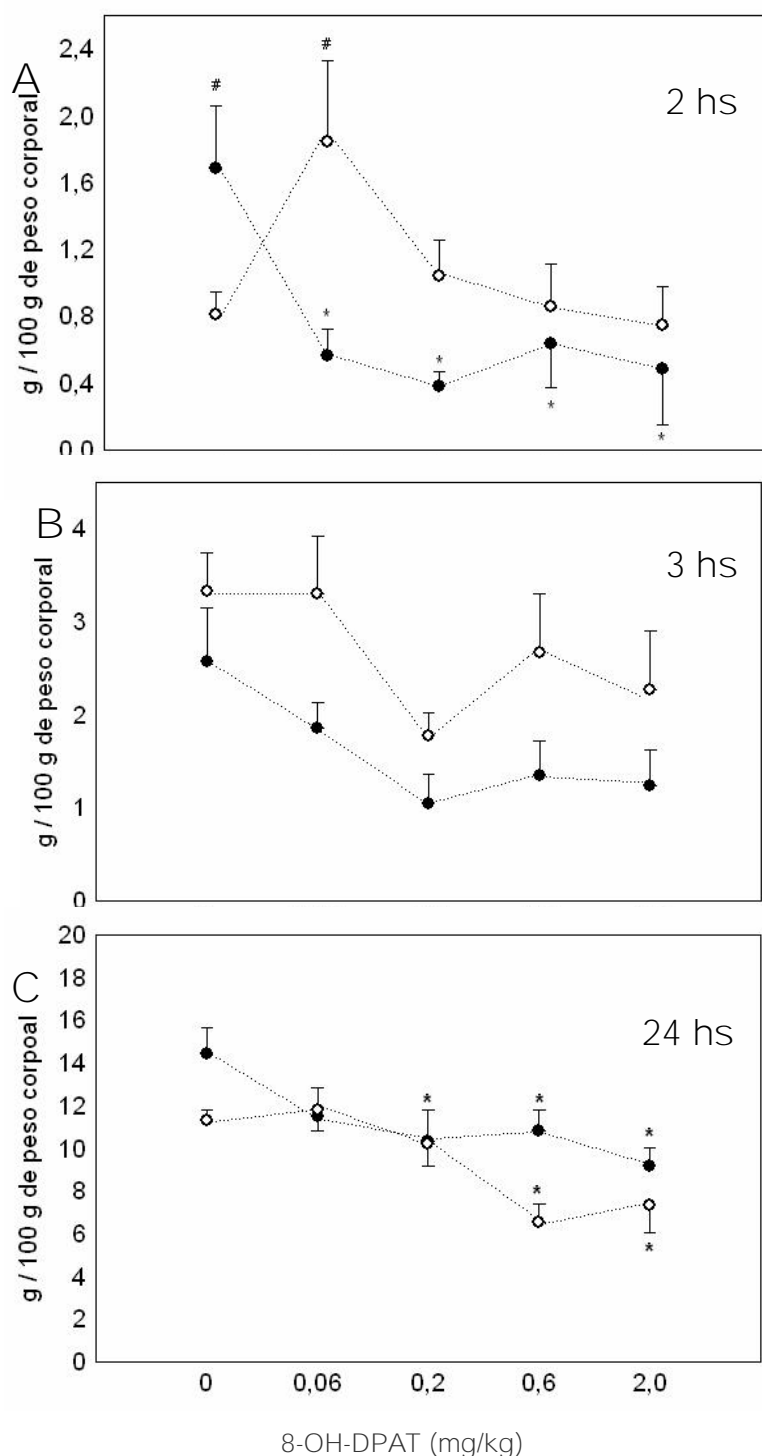 A
g / 100 g de peso corporal
2,4
2,0
1,6
1,2
0,8
0,4
0,0
# #
2 hs
* * * *
B
g / 100 g de peso corporal
4
3
2
1
0
3 hs
C
g / 100 g de peso corpoal
20
18
16
14
12
10
8
6
4
2
0
24 hs
* * *
* *
0 0,06 0,2 0,6 2,0
8-OH-DPAT (mg/kg)